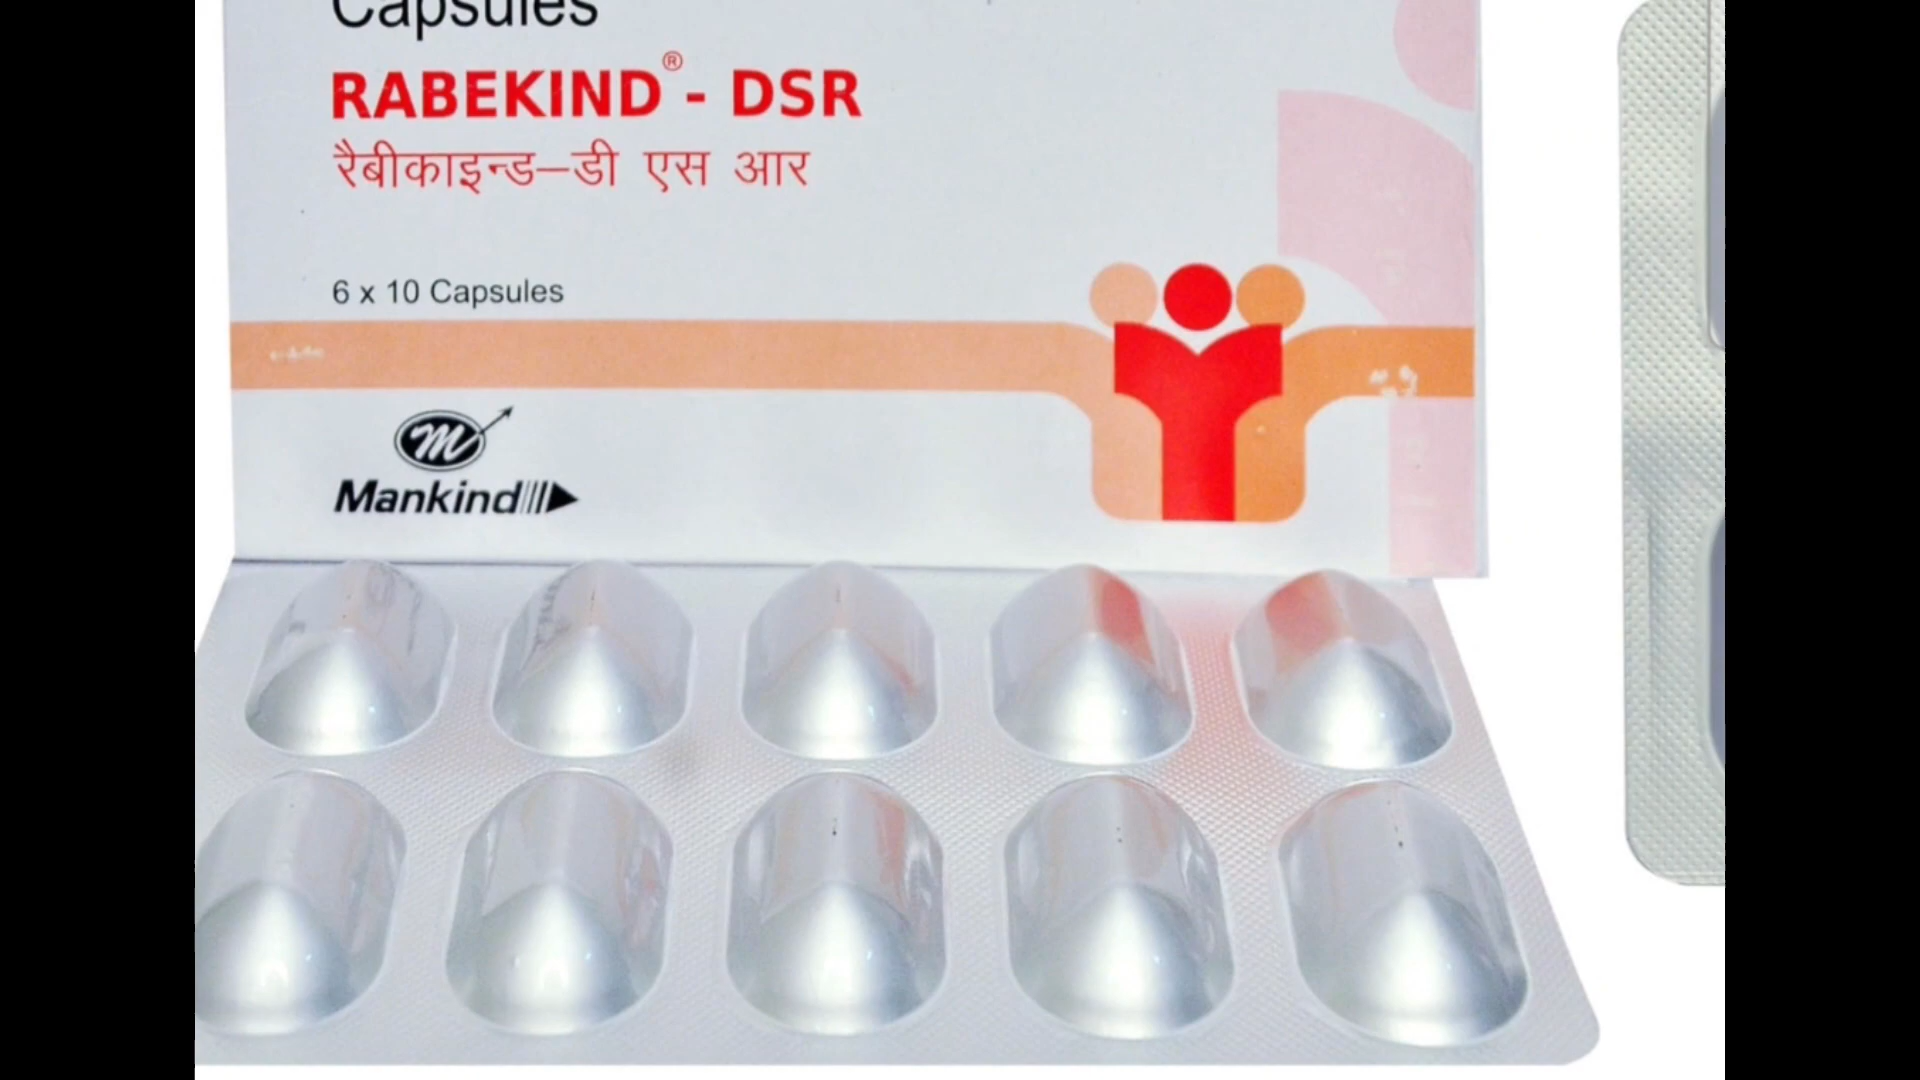 Capsules
RABEKIND® - DSR
रैबीकाइन्ड–डी एस आर
6 x 10 Capsules
Mankind